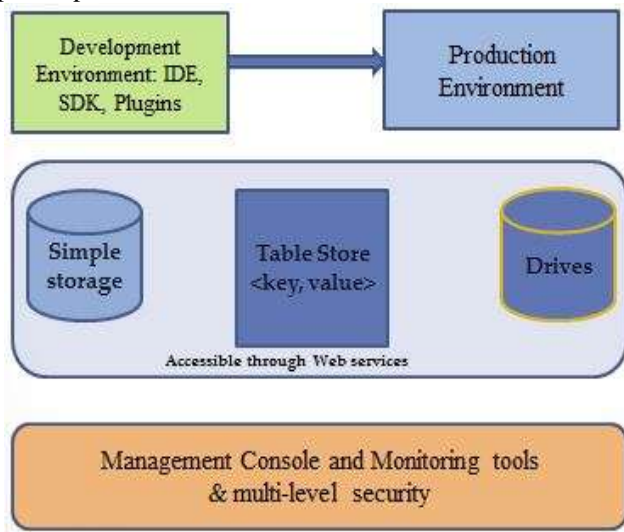 Development
Environment: IDE,
SDK, Plugins
Production
Environment
Simple
storage
Table Store
<key, value>
Drives
Accessible through Web services
Management Console and Monitoring tools
& multi-level security